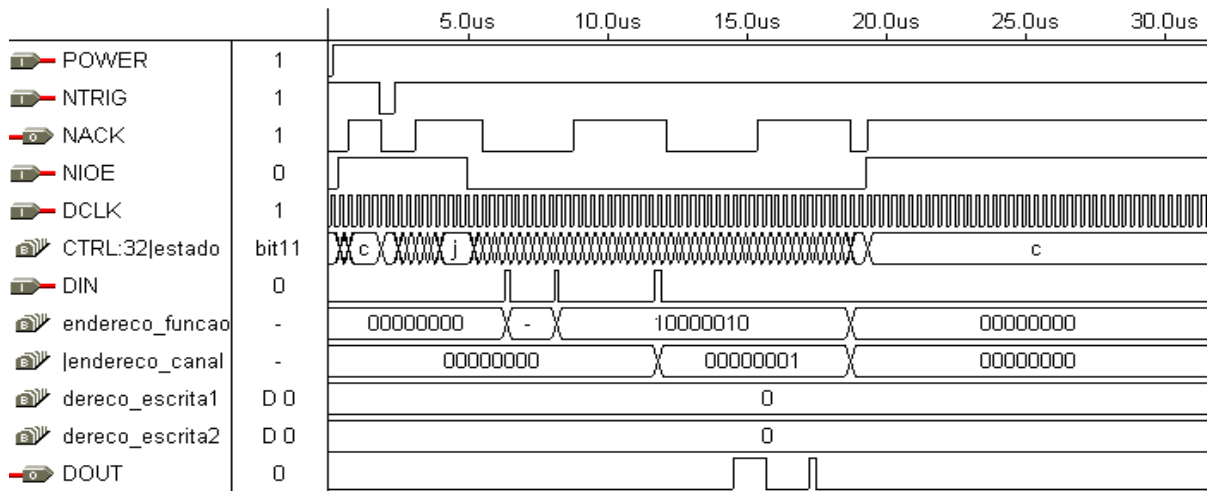 5.0us 10.0us 15.0us 20.0us 25.0us 30.0us
POWER 1
NTRIG 1
NACK 1
NIOE 0
DCLK 1
CTRL:32|estado bit11 c j c
DIN 0
endereco_funcao - 00000000 - 10000010 00000000
|endereco_canal - 00000000 00000001 00000000
dereco_escrita1 D 0 0
dereco_escrita2 D 0 0
DOUT 0